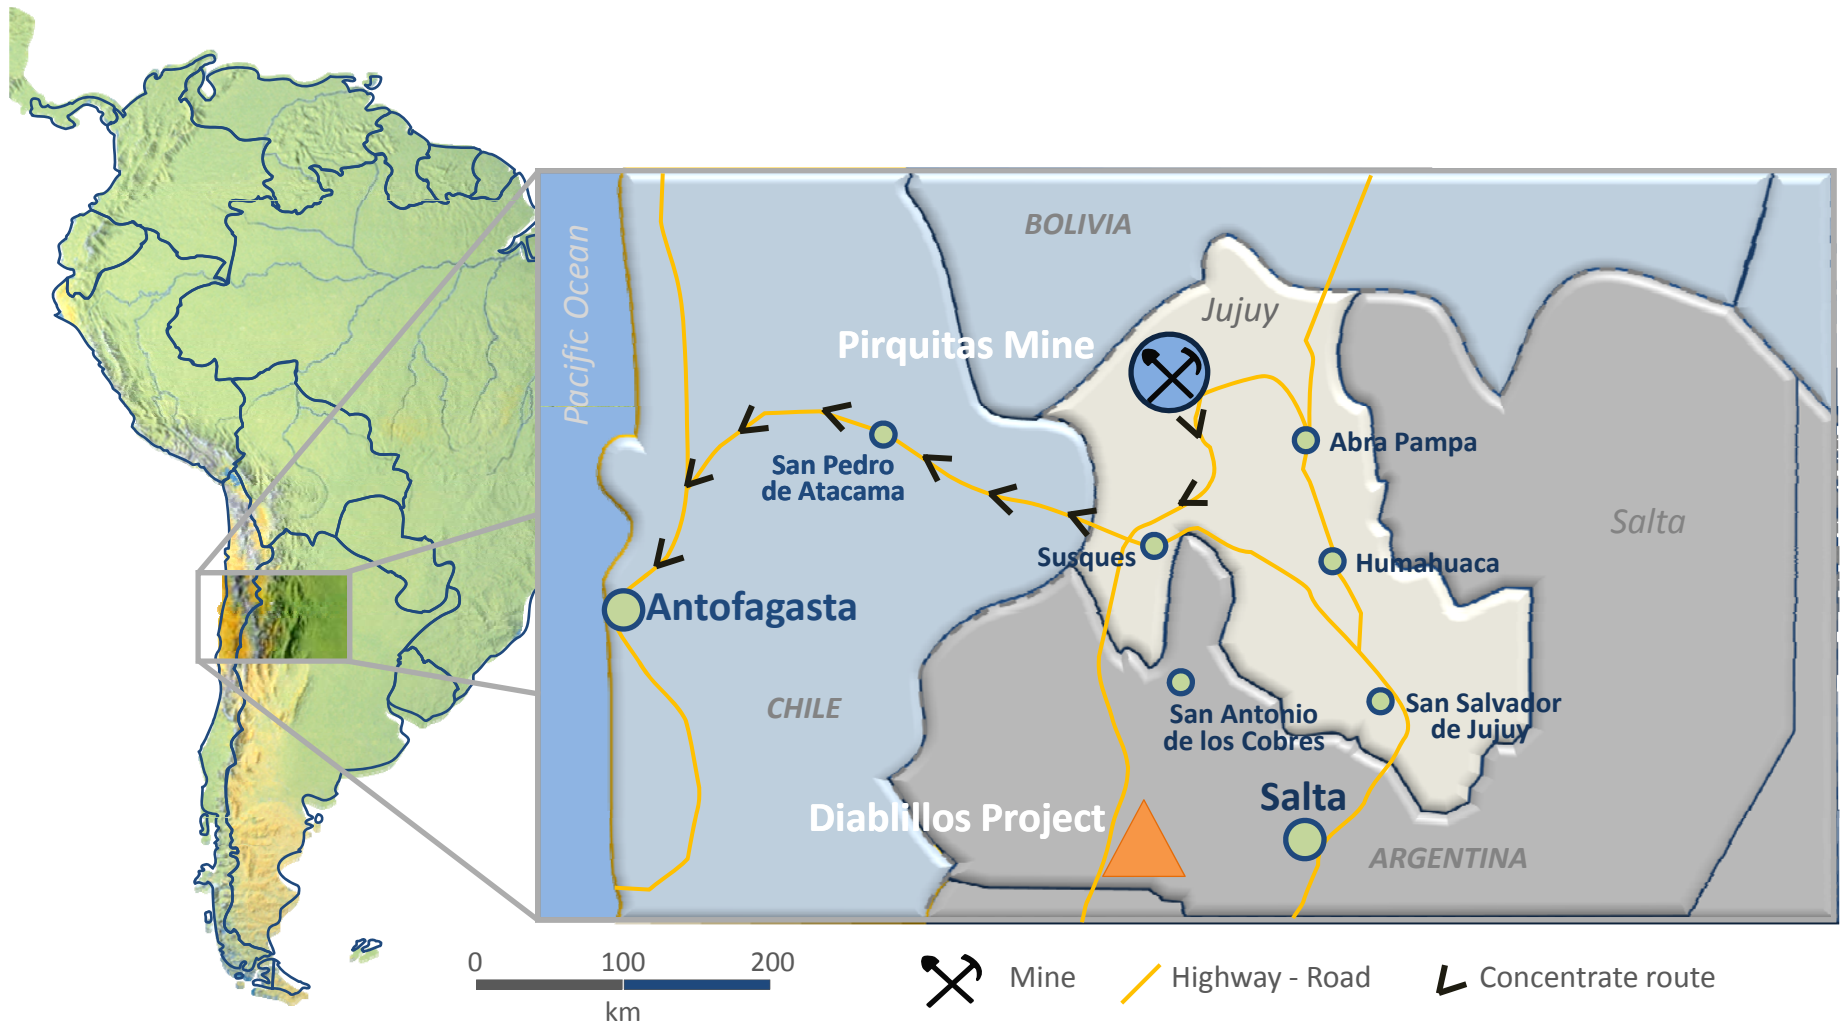 BOLIVIA
Pacific Ocean
Jujuy
Pirquitas Mine
Abra Pampa
San Pedro
de Atacama
Salta
Susques
Humahuaca
Antofagasta
CHILE
San Antonio
de los Cobres
San Salvador
de Jujuy
Salta
Diablillos Project
ARGENTINA
0 100 200
km
Mine
Highway - Road
Concentrate route